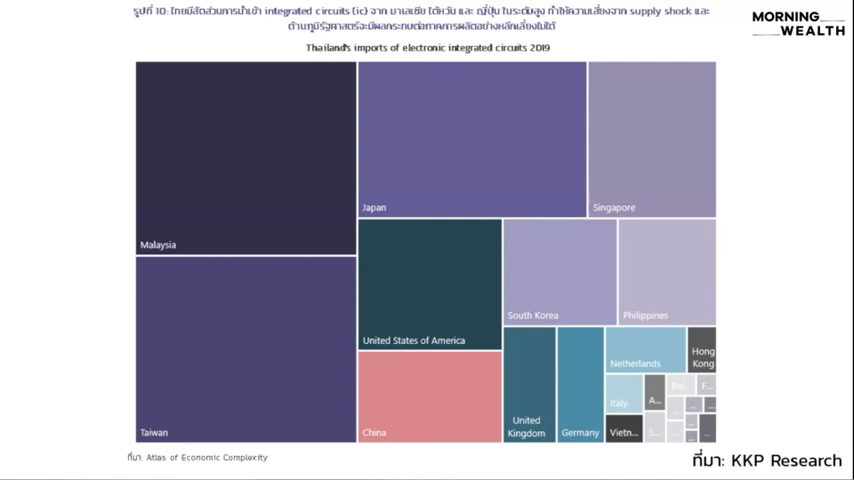 รูปที่ 10: ไทยมีสัดส่วนการนำเข้า integrated circuits (ic) จาก มาเลเซีย ไต้หวัน และ ญี่ปุ่น ในระดับสูง ทำให้ความเสี่ยงจาก supply shock และ
ด้านภูมิรัฐศาสตร์จะมีผลกระทบต่อภาคการผลิตอย่างหลีกเลี่ยงไม่ได้
MORNING
WEALTH
Thailand's imports of electronic integrated circuits 2019
Japan
Singapore
Malaysia
South Korea
Philippines
United States of America
Hong
Kong
Netherlands
Italy
A...
F...
United
Kingdom
Germany
Vietn...
S...
Taiwan
China
ที่มา: Atlas of Economic Complexity
ที่มา: KKP Research